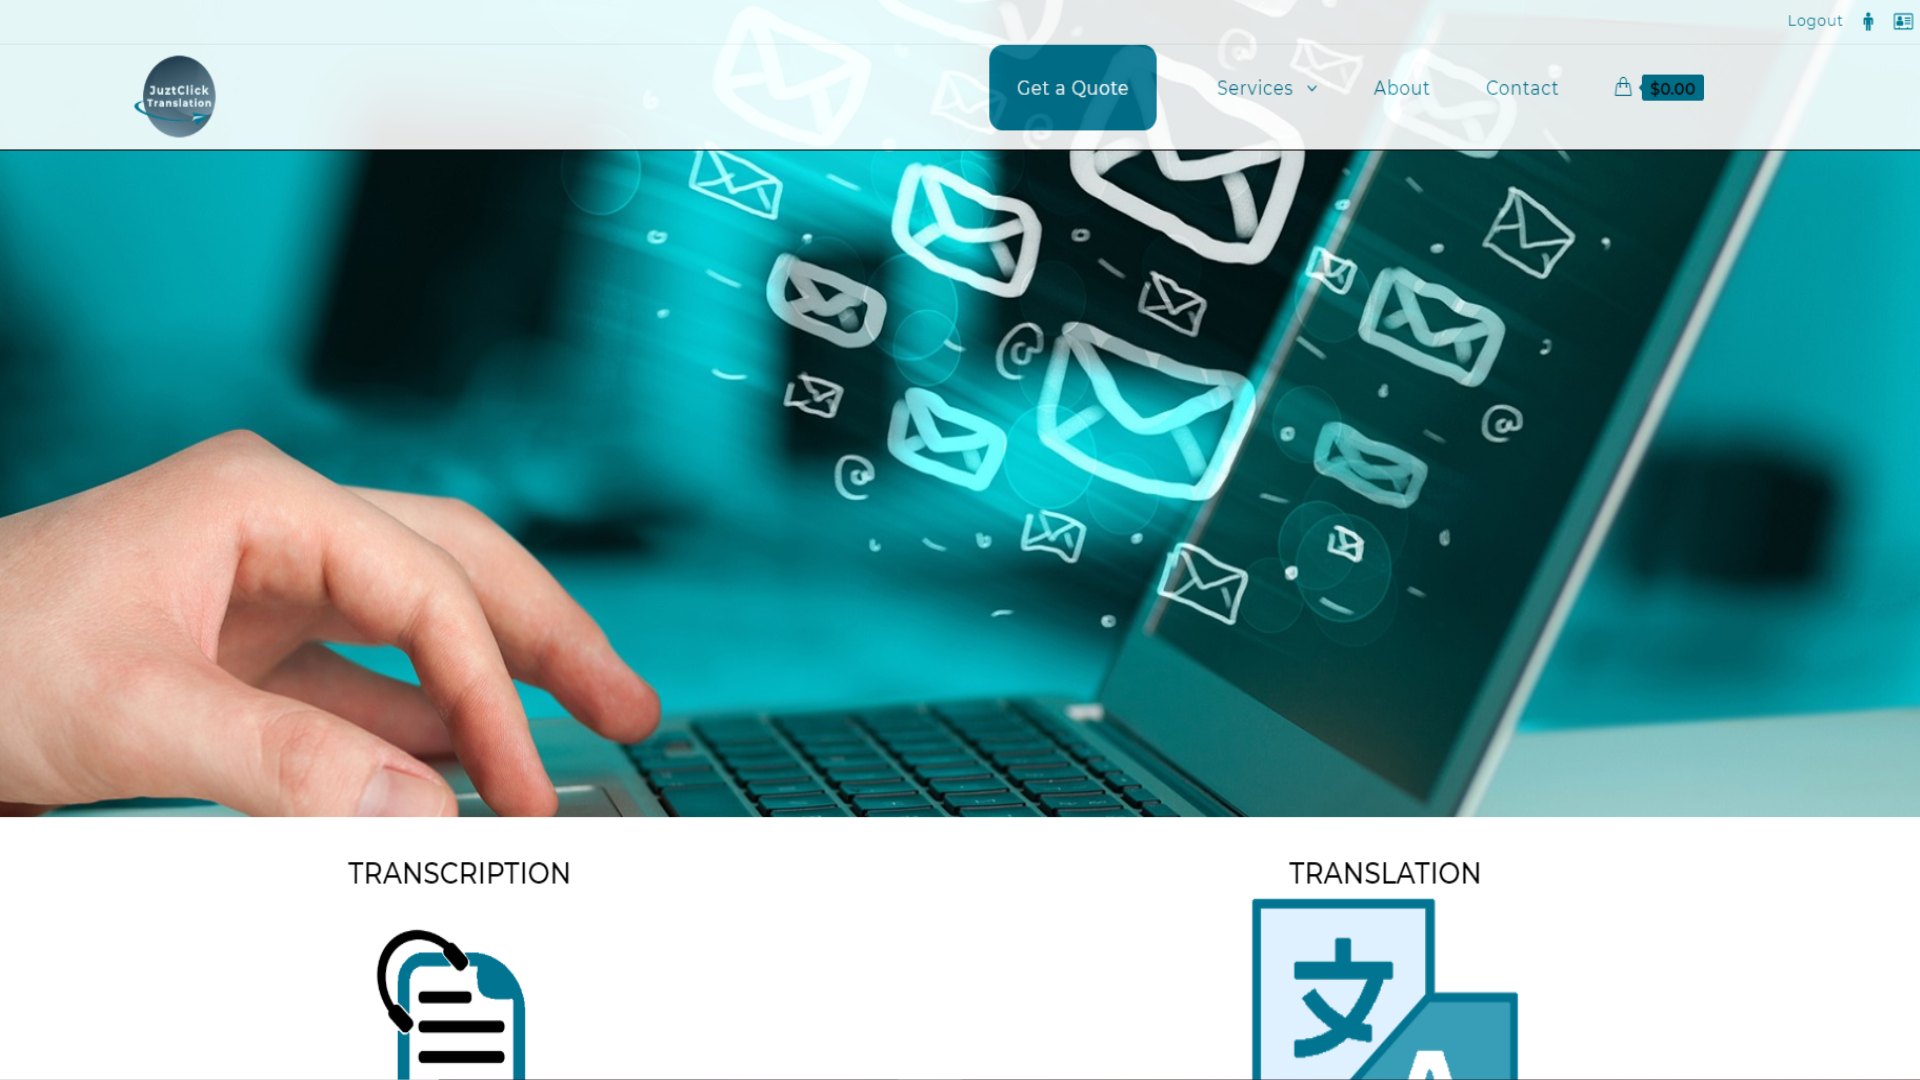 Logout
JuztClick
Translation
Get a Quote
Services
About
Contact
$0.00
TRANSCRIPTION
TRANSLATION
文
A